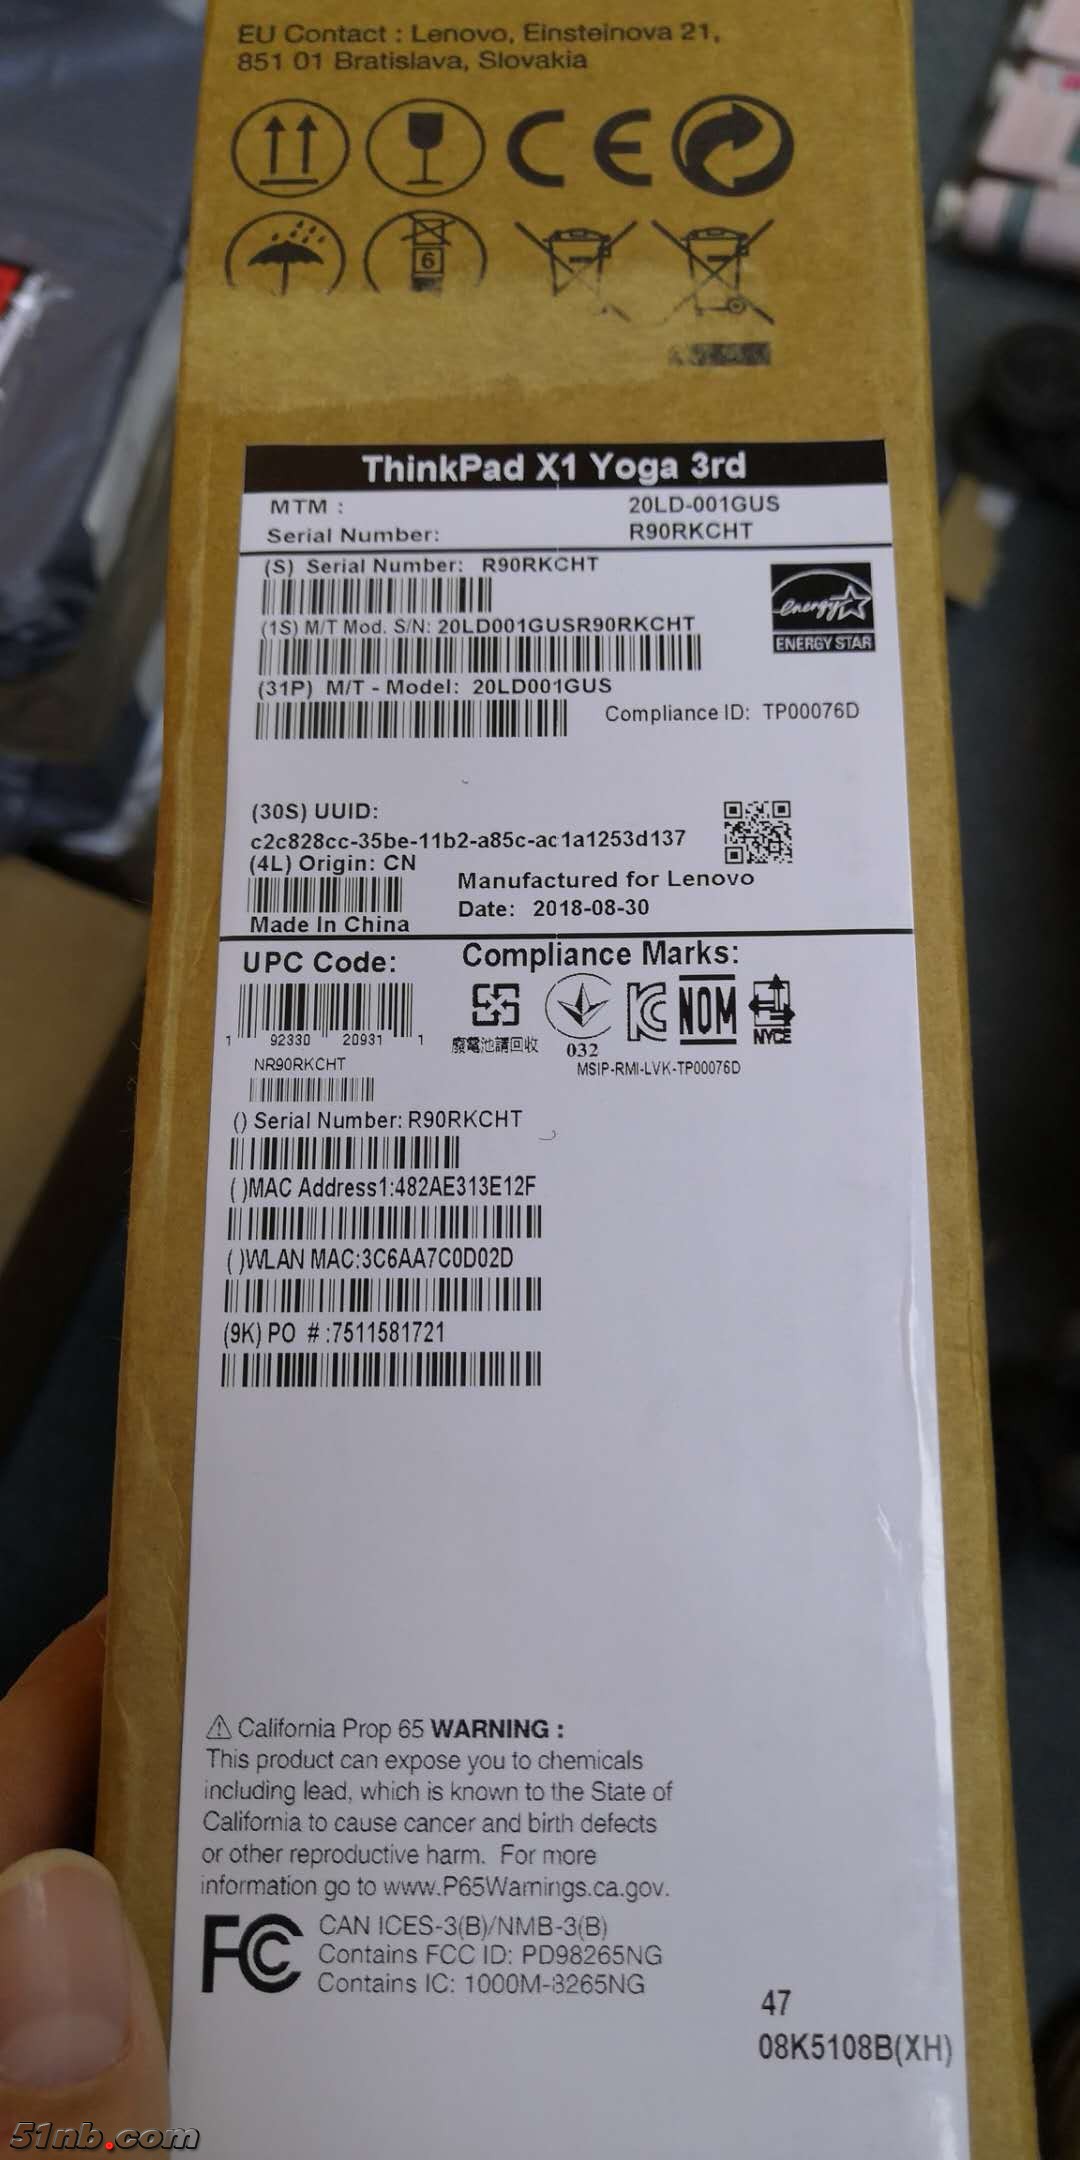 EU Contact : Lenovo, Einsteinova 21,
851 01 Bratislava, Slovakia
CE
6
ThinkPad X1 Yoga 3rd
MTM : 20LD-001GUS
Serial Number: R90RKCHT
(S) Serial Number: R90RKCHT
energy
ENERGY STAR
(1S) M/T Mod. S/N: 20LD001GUSR90RKCHT
(31P) M/T - Model: 20LD001GUS
Compliance ID: TP00076D
(30S) UUID:
c2c828cc-35be-11b2-a85c-ac1a1253d137
(4L) Origin: CN
Manufactured for Lenovo
Date: 2018-08-30
Made In China
UPC Code: Compliance Marks:
NOM
NYCE
1 92330 20931 1
廢電池請回收
032
NR90RKCHT
MSIP-RMI-LVK-TP00076D
() Serial Number: R90RKCHT
( )MAC Address1:482AE313E12F
( )WLAN MAC:3C6AA7C0D02D
(9K) PO # :7511581721
California Prop 65 WARNING :
This product can expose you to chemicals
including lead, which is known to the State of
California to cause cancer and birth defects
or other reproductive harm. For more
information go to www.P65Warnings.ca.gov.
FC
CAN ICES-3(B)/NMB-3(B)
Contains FCC ID: PD98265NG
Contains IC: 1000M-8265NG
47
08K5108B(XH)
51nb.com